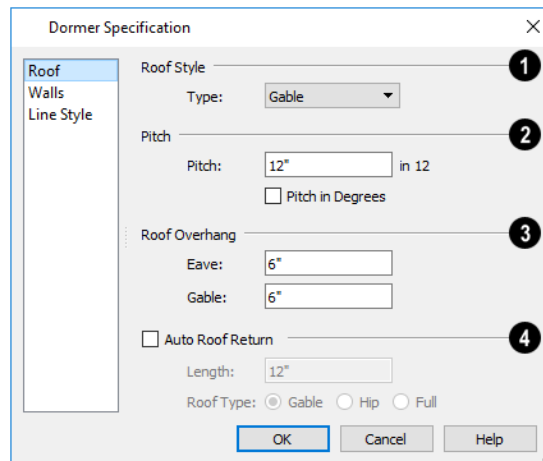 Dormer Specification
Roof
Walls
Line Style
Roof Style
1
Type: Gable
Pitch
2
Pitch: 12" in 12
Pitch in Degrees
Roof Overhang
3
Eave: 6"
Gable: 6"
Auto Roof Return
4
Length: 12"
Roof Type: Gable Hip Full
OK Cancel Help